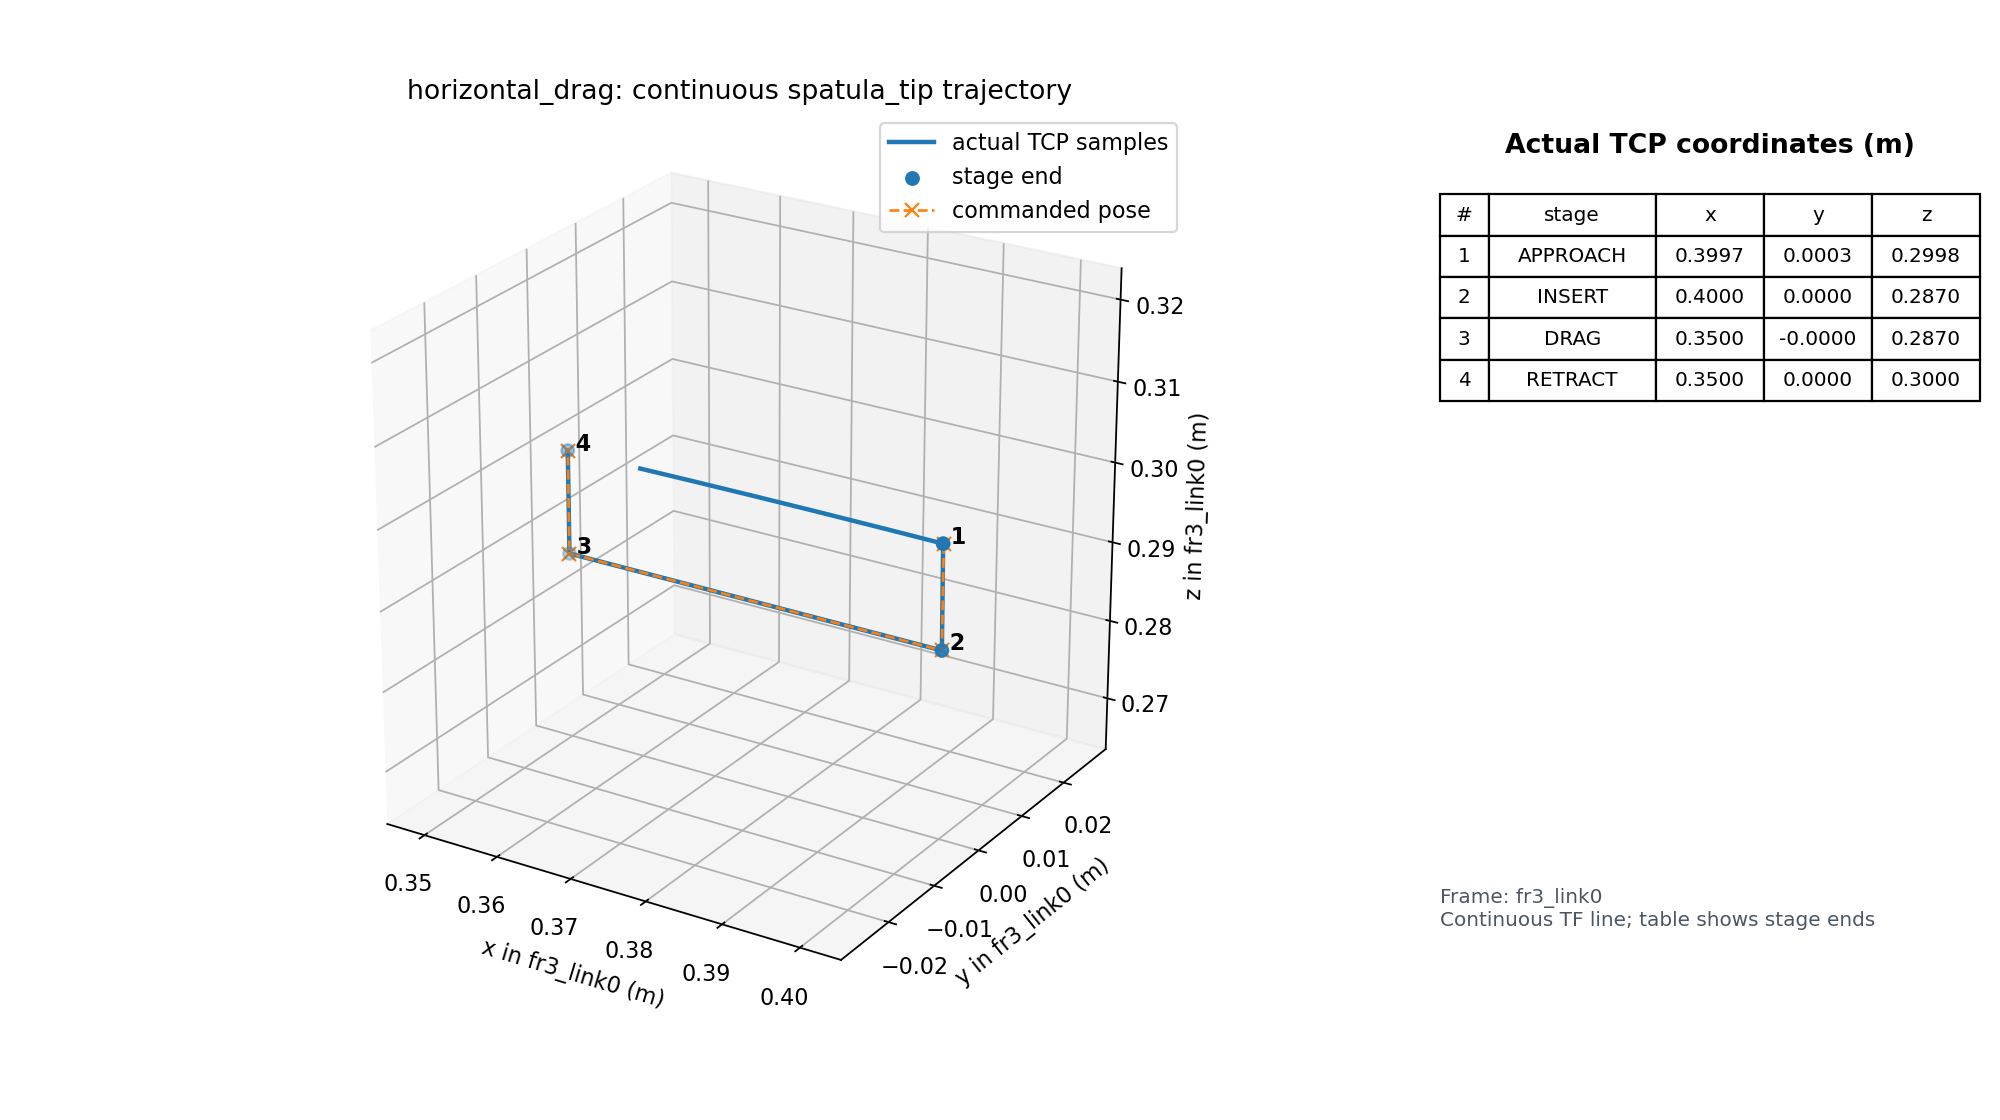 horizontal_drag: continuous spatula_tip trajectory
actual TCP samples
stage end
commanded pose
0.32
0.31
0.30
0.29
0.28
0.27
z in fr3_link0 (m)
4
1
3
2
0.35
0.36
0.37
0.38
0.39
0.40
x in fr3_link0 (m)
0.02
0.01
0.00
−0.01
−0.02
y in fr3_link0 (m)
Actual TCP coordinates (m)
# stage x y z
1 APPROACH 0.3997 0.0003 0.2998
2 INSERT 0.4000 0.0000 0.2870
3 DRAG 0.3500 -0.0000 0.2870
4 RETRACT 0.3500 0.0000 0.3000
Frame: fr3_link0
Continuous TF line; table shows stage ends